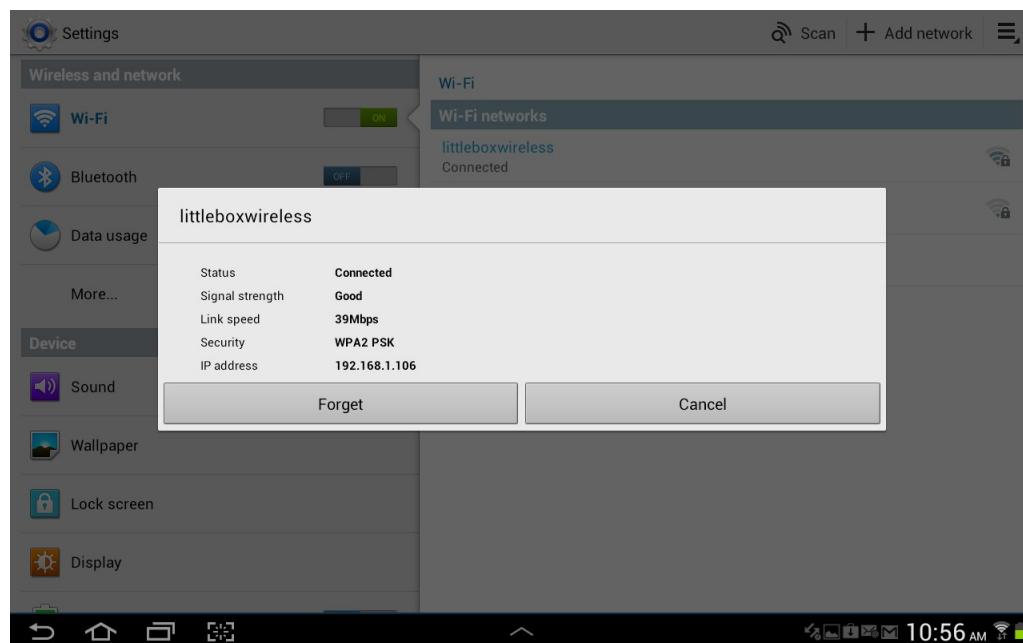 Settings
Scan
Add network
Wireless and network
Wi-Fi
ON
Bluetooth
OFF
Data usage
More...
Device
Sound
Wallpaper
Lock screen
Display
Wi-Fi
Wi-Fi networks
littleboxwireless
Connected
littleboxwireless
Status Connected
Signal strength Good
Link speed 39Mbps
Security WPA2 PSK
IP address 192.168.1.106
Forget
Cancel
10:56 AM